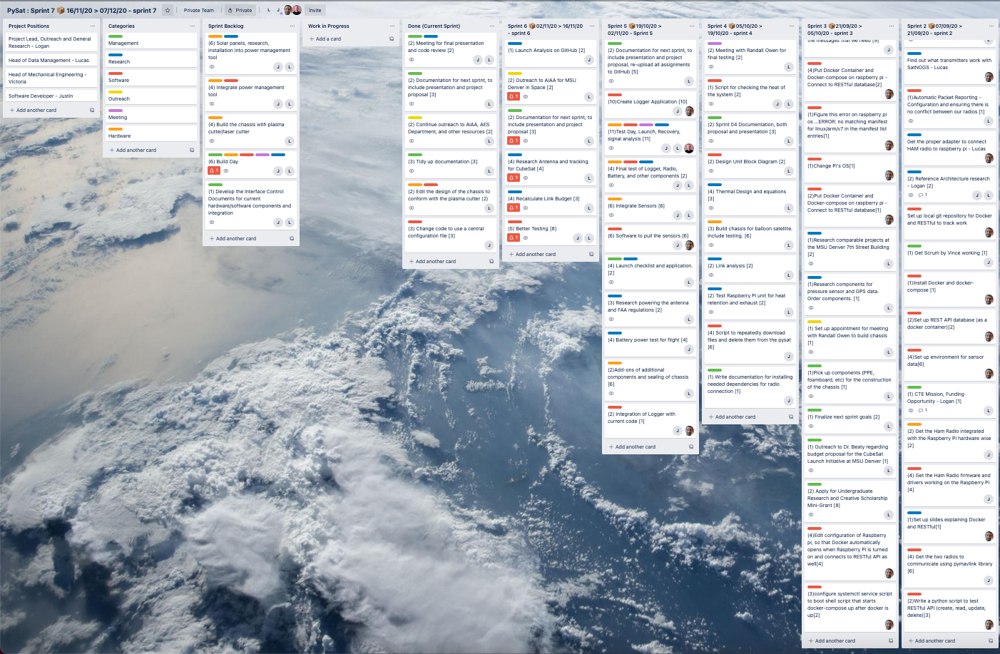 PySat : Sprint 7 📦 16/11/20 > 07/12/20 - sprint 7
Private Team
Private
L
J
Invite
Project Positions
Project Lead, Outreach and General
Research - Logan
Head of Data Management - Lucas
Head of Mechanical Engineering -
Victoria
Software Developer - Justin
+ Add another card
Categories
Management
Research
Software
Outreach
Meeting
Hardware
+ Add another card
Sprint Backlog
(6) Solar panels, research,
installation into power management
tool
J L
(4) Integrate power management
tool
J L
(4) Build the chassis with plasma
cutter/laser cutter
L
(6) Build Day
1
J L
(1) Develop the Interface Control
Documents for current
hardware/software components and
integration
J L
+ Add another card
Work in Progress
+ Add a card
Done (Current Sprint)
(2) Meeting for final presentation
and code review [2]
J L
(2) Documentation for next sprint, to
include presentation and project
proposal [3]
L
(2) Continue outreach to AIAA, AES
Department, and other resources [2]
L
(3) Tidy up documentation [3]
L
(2) Edit the design of the chassis to
conform with the plasma cutter (2)
L
(3) Change code to use a central
configuration file [3]
J
+ Add another card
Sprint 6 📦 02/11/20 > 16/11/20
- sprint 6
(1) Launch Analysis on GitHub [2]
J
(2) Outreach to AIAA for MSU
Denver in Space [2]
1
L
(2) Documentation for next sprint, to
include presentation and project
proposal [3]
1
L
(4) Research Antenna and tracking
for CubeSat [4]
1
L
(4) Recalculate Link Budget [3]
1
L
(5) Better Testing [8]
1
J L
+ Add another card
Sprint 5 📦19/10/20 >
02/11/20 - Sprint 5
(2) Documentation for next sprint, to
include presentation and project
proposal, re-upload all assignments
to GitHub [5]
L
(10)Create Logger Application [10]
J
(11)Test Day, Launch, Recovery,
signal analysis [11]
J L
(4) Final test of Logger, Radio,
Battery, and other components [2]
J L
(6) Integrate Sensors [6]
J L
(6) Software to pull the sensors [6]
J
(4) Launch checklist and application.
[2]
L
(3) Research powering the antenna
and FAA regulations [2]
L
(4) Battery power test for flight [4]
J
(2)Add-ons of additional
components and sealing of chassis
[6]
L
(2) Integration of Logger with
current code [1]
J
+ Add another card
Sprint 4 📦05/10/20 >
19/10/20 - sprint 4
(2) Meeting with Randall Owen for
final testing [2]
L
(1) Script for checking the heat of
the system [2]
J L
(2) Sprint 04 Documentation, both
proposal and presentation [3]
L
(2) Design Unit Block Diagram [2]
L
(4) Thermal Design and equations
[3]
L
(3) Build chassis for balloon satellite.
Include testing. [6]
L
(2) Link analysis [2]
L
(2) Test Raspberry Pi unit for heat
retention and exhaust [2]
L
(4) Script to repeatedly download
files and delete them from the pysat
[6]
J
(1) Write documentation for installing
needed dependencies for radio
connection [1]
J
+ Add another card
Sprint 3 📦21/09/20 >
05/10/20 - sprint 3
the messages that we need [9]
J
(4)Put Docker Container and
Docker-compose on raspberry pi -
Connect to RESTful database[2]
(1)Figure this error on raspberry pi
os ...ERROR: no matching manifest
for linux/arm/v7 in the manifest list
entries[1]
(1)Change Pi's OS[1]
(2)Put Docker Container and
Docker-compose on raspberry pi -
Connect to RESTful database[1]
(1)Research comparable projects at
the MSU Denver 7th Street Building
[2]
L
(1)Research components for
pressure sensor and GPS data.
Order components. [1]
L
(1) Set up appointment for meeting
with Randall Owen to build chassis
[1]
L
(1)Pick up components (PPE,
foamboard, etc) for the construction
of the chassis [1]
L
(1) Finalize next sprint goals [2]
L
(1) Outreach to Dr. Beaty regarding
budget proposal for the CubeSat
Launch Initiative at MSU Denver [1]
L
(2) Apply for Undergraduate
Research and Creative Scholarship
Mini-Grant [8]
L
(4)Edit configuration of Raspberry
pi, so that Docker automatically
opens when Raspberry Pi is turned
on and connects to RESTful API as
well[4]
(3)configure systemctl service script
to boot shell script that starts
docker-compose up after docker is
up[2]
+ Add another card
Sprint 2 📦07/09/20 >
21/09/20 - sprint 2
Find out what transmitters work with
SatNOGS - Lucas
(1)Automatic Packet Reporting -
Configuration and ensuring there is
no conflict between our radios [1]
L
Get the proper adapter to connect
HAM radio to raspberry pi - Lucas
(2) Reference Architecture research
- Logan [2]
1
J L
Set up local git repository for Docker
and RESTful to track work
(1) Get Scrum by Vince working [1]
J
(1)Install Docker and docker-
compose [1]
(2)Set up REST API database (as a
docker container)[2]
(4)Set up environment for sensor
data[6]
(1) CTE Mission, Funding
Opportunity - Logan [1]
1
L
(2) Get the Ham Radio integrated
with the Raspberry Pi hardware wise
[2]
J
(4) Get the Ham Radio firmware and
drivers working on the Raspberry Pi
[4]
J
(1)Set up slides explaining Docker
and RESTful[1]
(4) Get the two radios to
communicate using pymavlink library
[6]
J
(2)Write a python script to test
RESTful API (create, read, update,
delete)[3]
+ Add another card